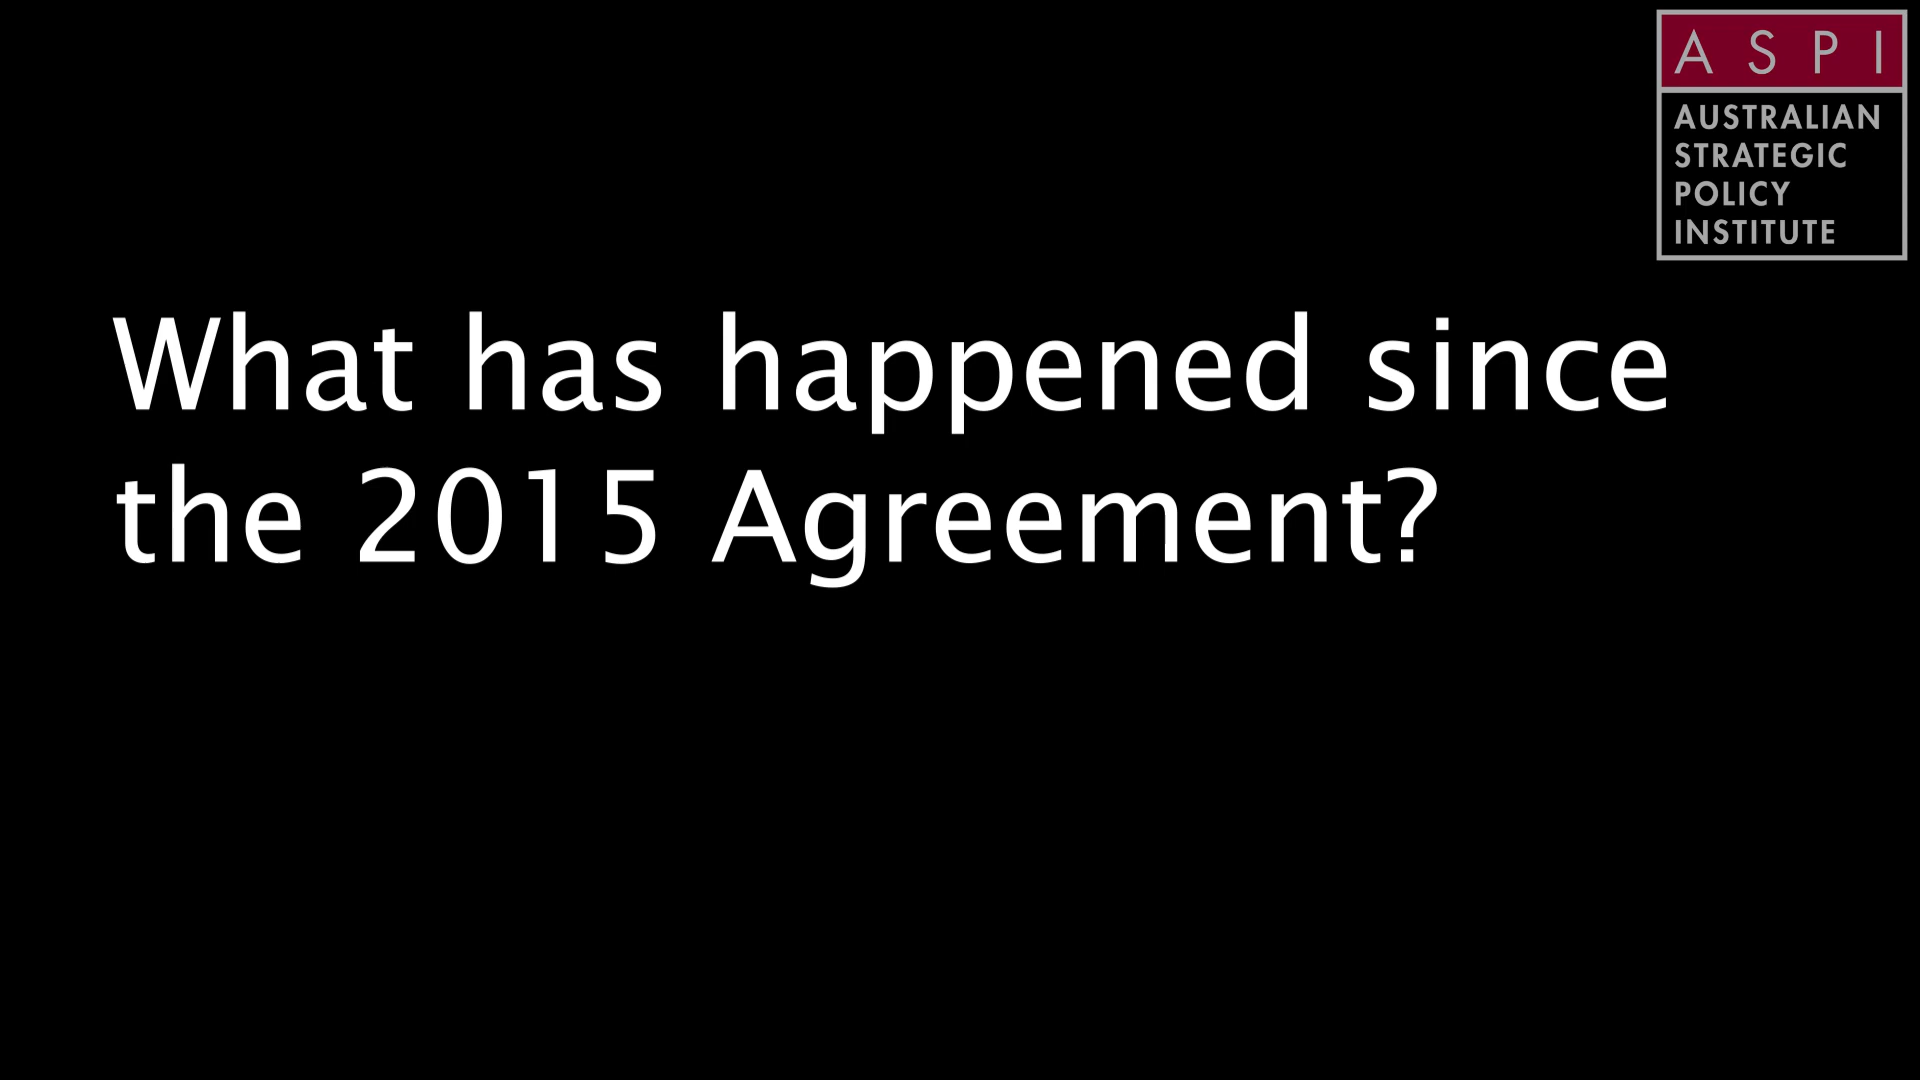 A S P I
AUSTRALIAN
STRATEGIC
POLICY
INSTITUTE
What has happened since
the 2015 Agreement?